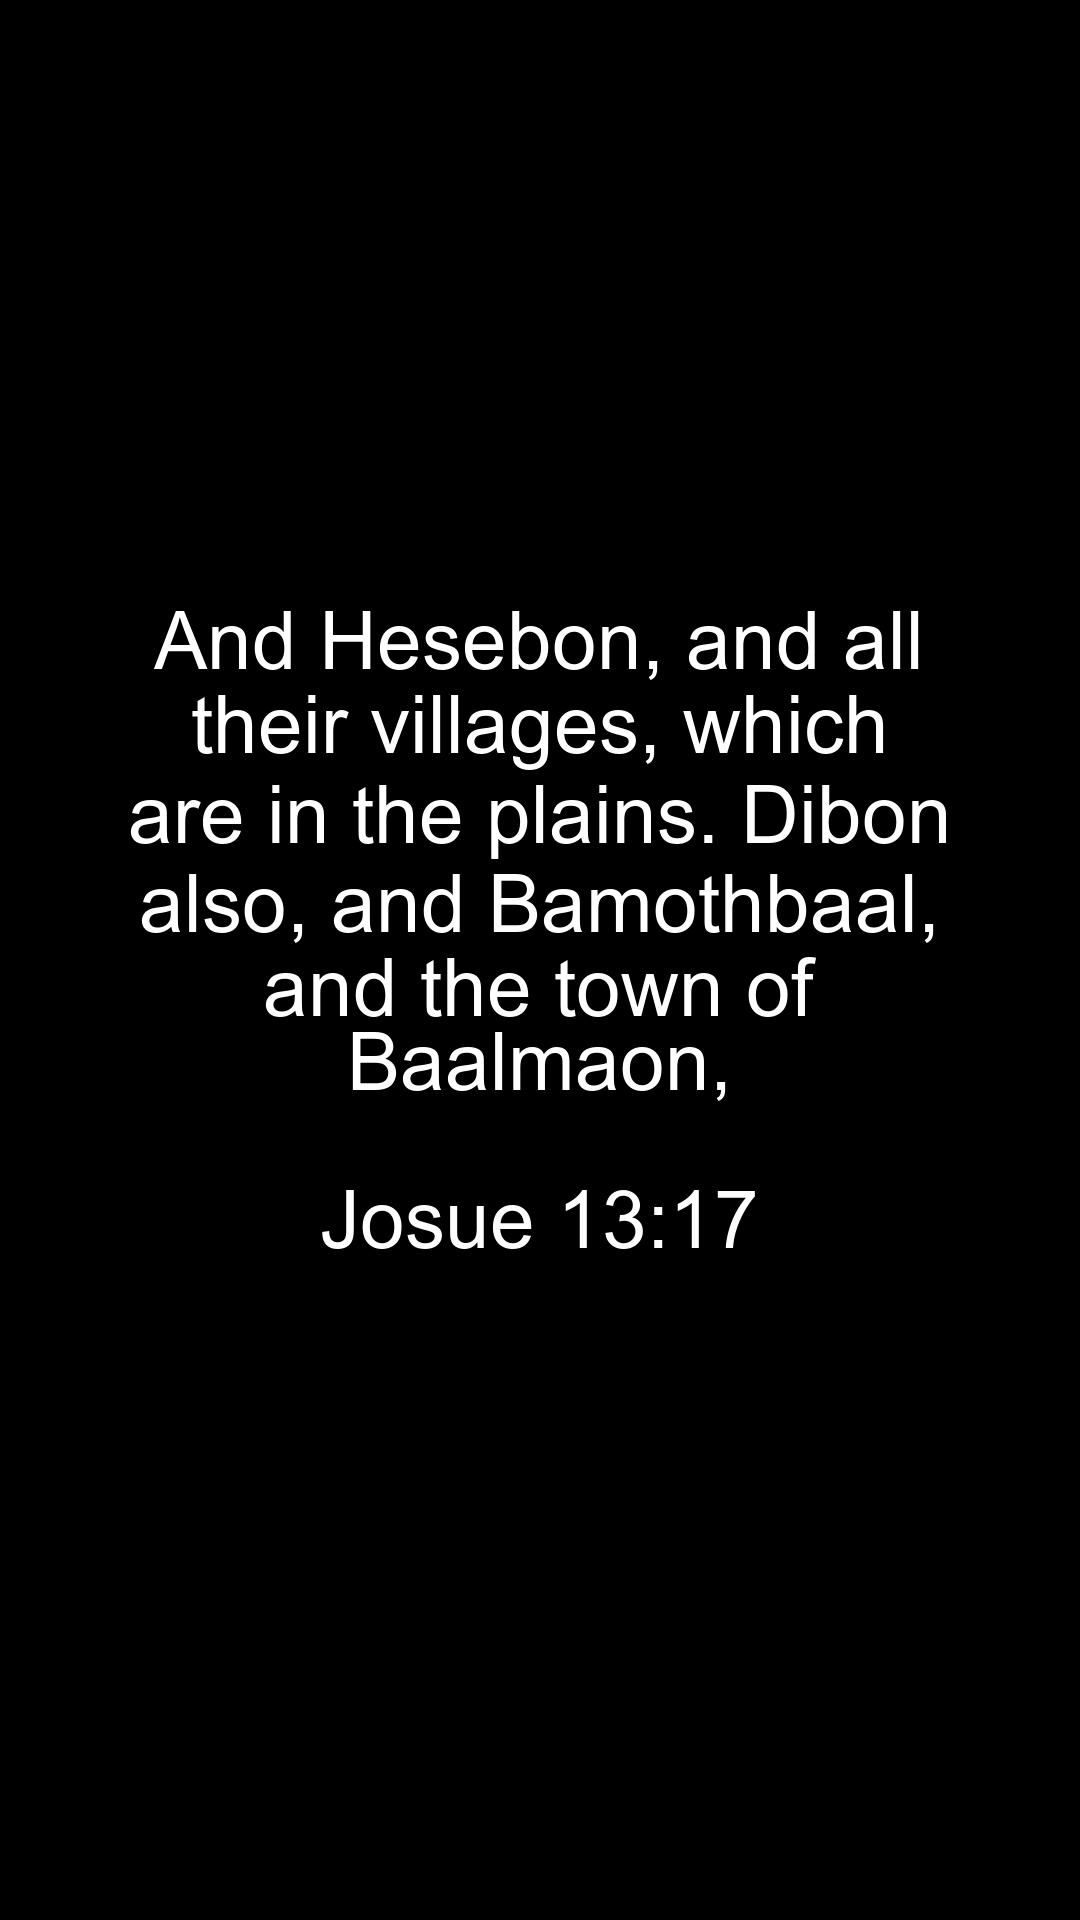 And Hesebon, and all
their villages, which
are in the plains. Dibon
also, and Bamothbaal,
and the town of
Baalmaon,
Josue 13:17